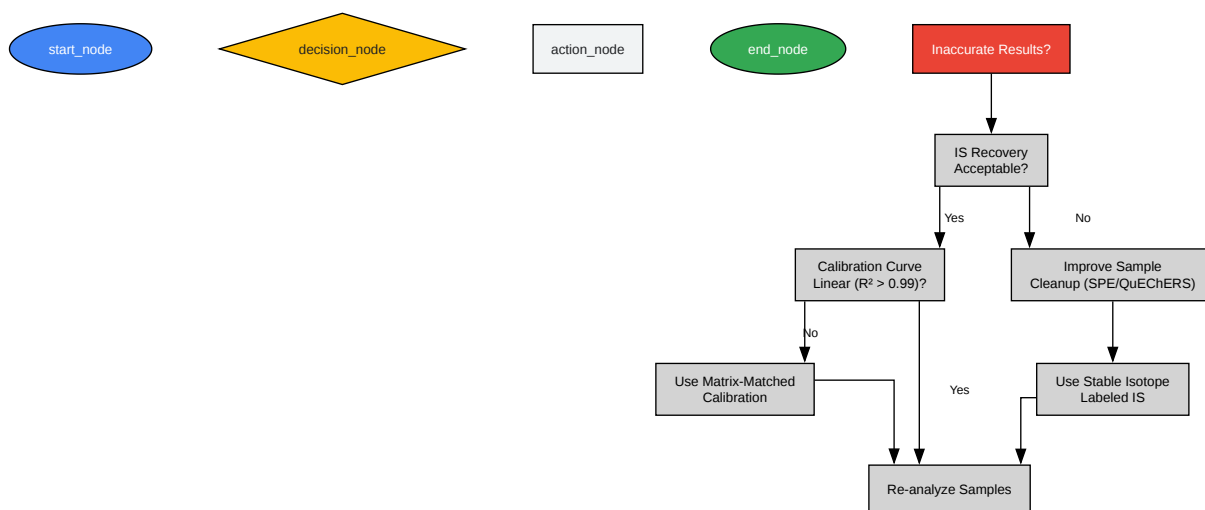 start_node
decision_node
action_node
end_node
Inaccurate Results?
IS Recovery
Acceptable?
Yes
No
Calibration Curve
Linear (R² > 0.99)?
Improve Sample
Cleanup (SPE/QuEChERS)
No
Use Matrix-Matched
Calibration
Yes
Use Stable Isotope
Labeled IS
Re-analyze Samples